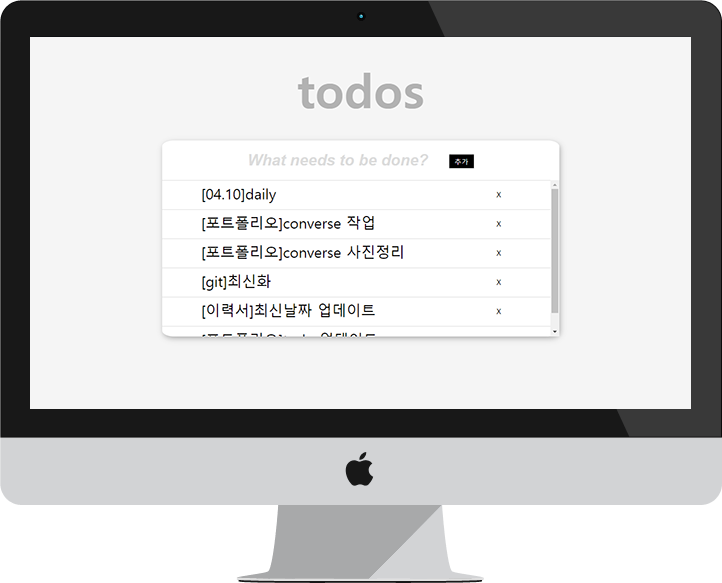 todos
What needs to be done?
추가
[04.10]daily
x
[포트폴리오]converse 작업
x
[포트폴리오]converse 사진정리
x
[git]최신화
x
[이력서]최신날짜 업데이트
x